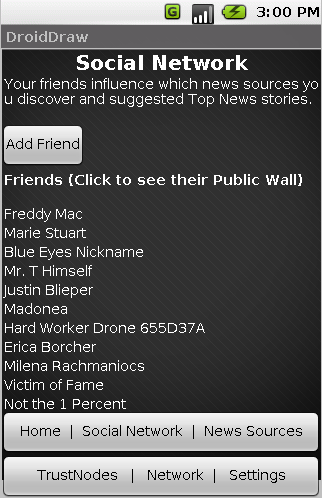 G 3:00 PM
DroidDraw
Social Network
Your friends influence which news sources yo
u discover and suggested Top News stories.
Add Friend
Friends (Click to see their Public Wall)
Freddy Mac
Marie Stuart
Blue Eyes Nickname
Mr. T Himself
Justin Blieper
Madonea
Hard Worker Drone 655D37A
Erica Borcher
Milena Rachmaniocs
Victim of Fame
Not the 1 Percent
Home | Social Network | News Sources
TrustNodes | Network | Settings